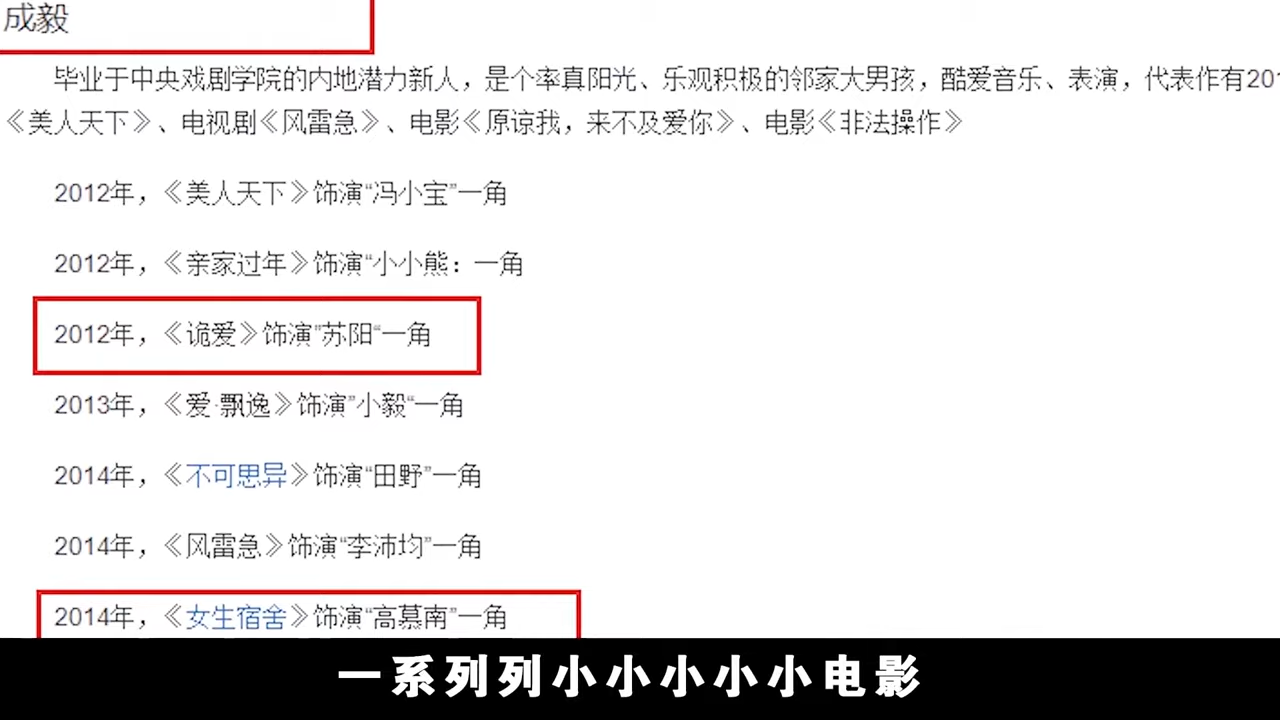 成毅
毕业于中央戏剧学院的内地潜力新人，是个率真阳光、乐观积极的邻家大男孩，酷爱音乐、表演，代表作有201
《美人天下》、电视剧《风雷急》、电影《原谅我，来不及爱你》、电影《非法操作》
2012年，《美人天下》饰演“冯小宝”一角
2012年，《亲家过年》饰演“小小熊：一角
2012年，《诡爱》饰演”苏阳“一角
2013年，《爱·飘逸》饰演”小毅“一角
2014年，《不可思异》饰演“田野”一角
2014年，《风雷急》饰演“李沛均”一角
2014年，《女生宿舍》饰演“高慕南”一角
一系列列小小小小小电影